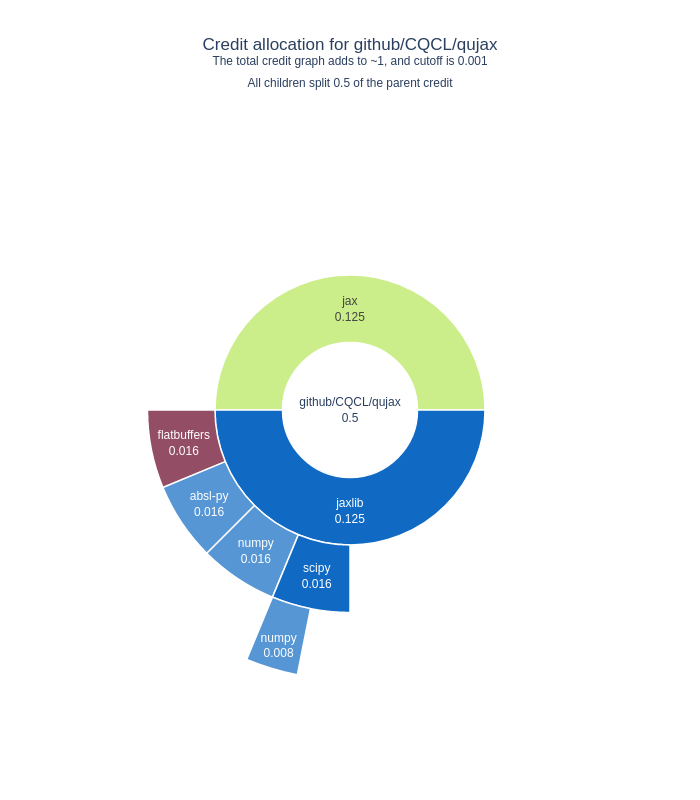 Credit allocation for github/CQCL/qujax
The total credit graph adds to ~1, and cutoff is 0.001
All children split 0.5 of the parent credit
jax
0.125
github/CQCL/qujax
0.5
flatbuffers
0.016
absl-py
0.016
jaxlib
0.125
numpy
0.016
scipy
0.016
numpy
0.008